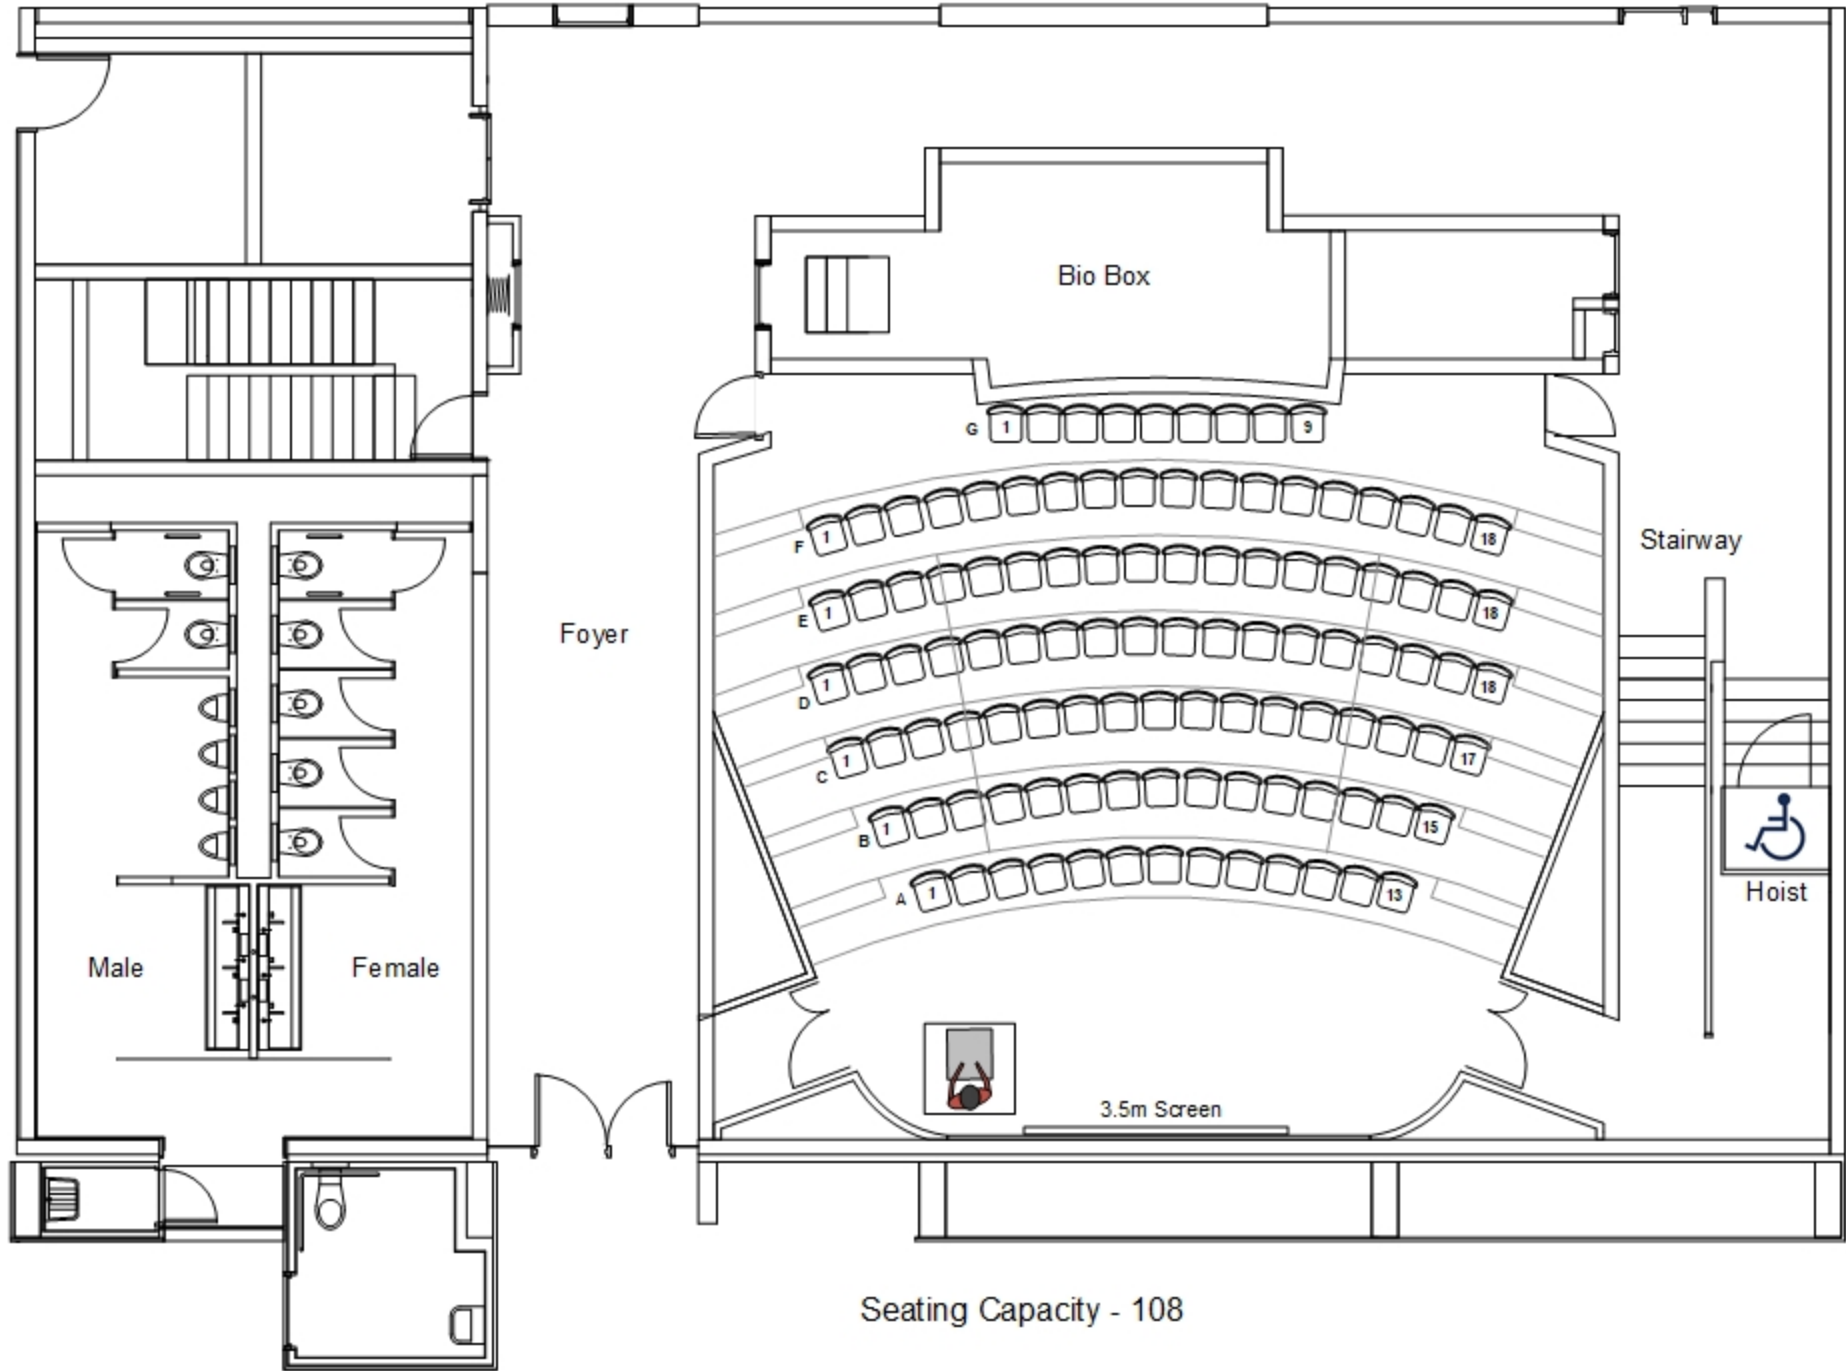 Bio Box
G 1 9
F 1 18
Stairway
E 1 18
Foyer
D 1 18
C 1 17
B 1 15
A 1 13
Hoist
Male
Female
3.5m Screen
Seating Capacity - 108